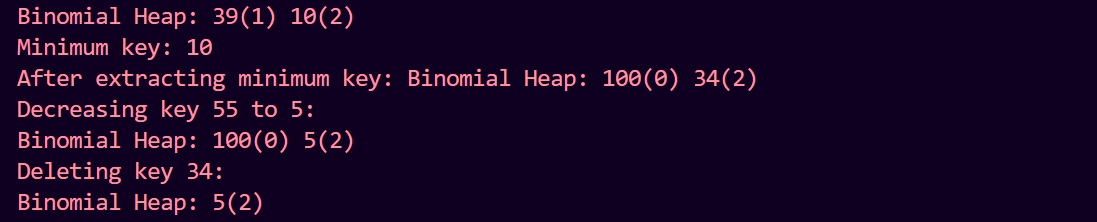 Binomial Heap: 39(1) 10(2)
Minimum key: 10
After extracting minimum key: Binomial Heap: 100(0) 34(2)
Decreasing key 55 to 5:
Binomial Heap: 100(0) 5(2)
Deleting key 34:
Binomial Heap: 5(2)